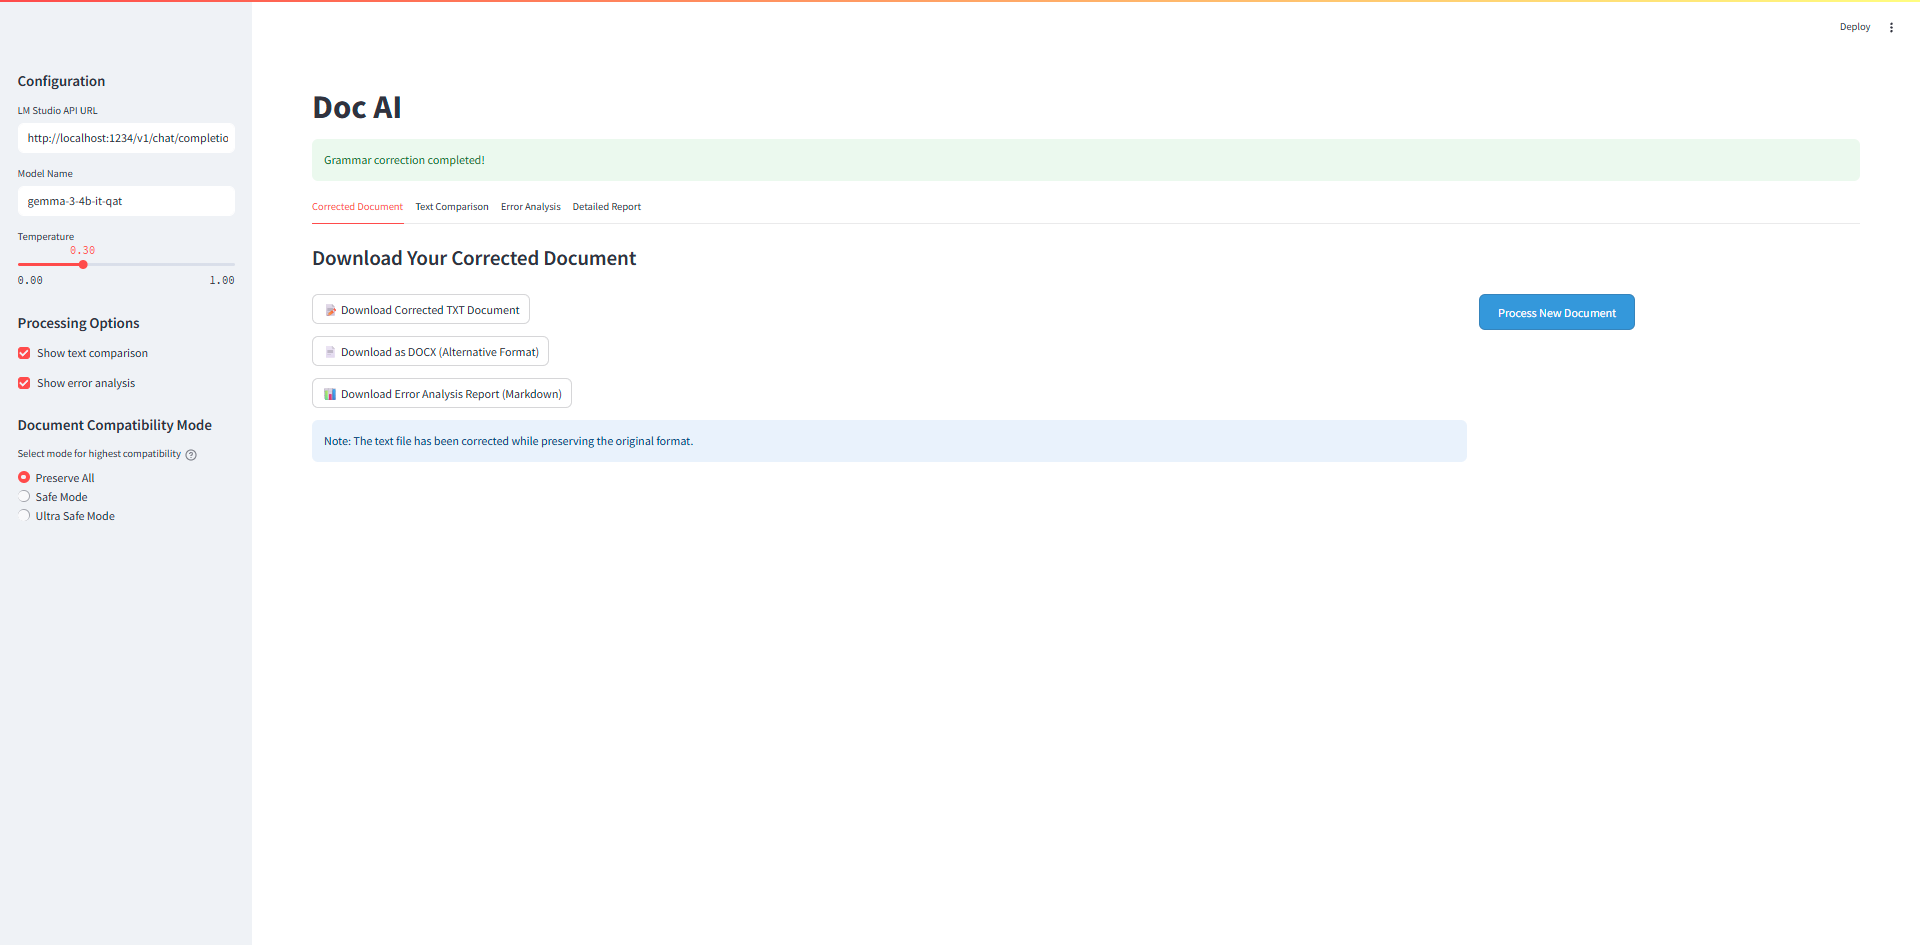 Deploy
Configuration
LM Studio API URL
http://localhost:1234/v1/chat/completio
Model Name
gemma-3-4b-it-qat
Temperature
0.30
0.00 1.00
Processing Options
Show text comparison
Show error analysis
Document Compatibility Mode
Select mode for highest compatibility
Preserve All
Safe Mode
Ultra Safe Mode
Doc AI
Grammar correction completed!
Corrected Document Text Comparison Error Analysis Detailed Report
Download Your Corrected Document
Download Corrected TXT Document
Process New Document
Download as DOCX (Alternative Format)
Download Error Analysis Report (Markdown)
Note: The text file has been corrected while preserving the original format.